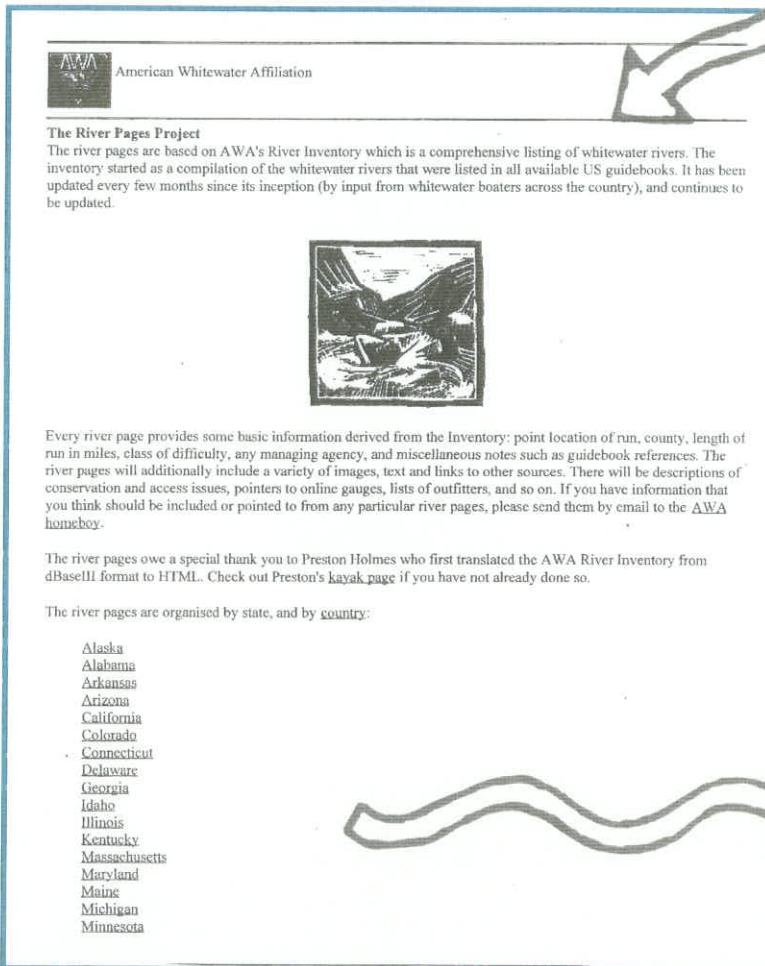 AWA
American Whitewater Affiliation
The River Pages Project
The river pages are based on AWA's River Inventory which is a comprehensive listing of whitewater rivers. The
inventory started as a compilation of the whitewater rivers that were listed in all available US guidebooks. It has been
updated every few months since its inception (by input from whitewater boaters across the country), and continues to
be updated.
Every river page provides some basic information derived from the Inventory: point location of run, county, length of
run in miles, class of difficulty, any managing agency, and miscellaneous notes such as guidebook references. The
river pages will additionally include a variety of images, text and links to other sources. There will be descriptions of
conservation and access issues, pointers to online gauges, lists of outfitters, and so on. If you have information that
you think should be included or pointed to from any particular river pages, please send them by email to the AWA
homeboy.
The river pages owe a special thank you to Preston Holmes who first translated the AWA River Inventory from
dBaseIII format to HTML. Check out Preston's kayak page if you have not already done so.
The river pages are organised by state, and by country:
Alaska
Alabama
Arkansas
Arizona
California
Colorado
Connecticut
Delaware
Georgia
Idaho
Illinois
Kentucky
Massachusetts
Maryland
Maine
Michigan
Minnesota